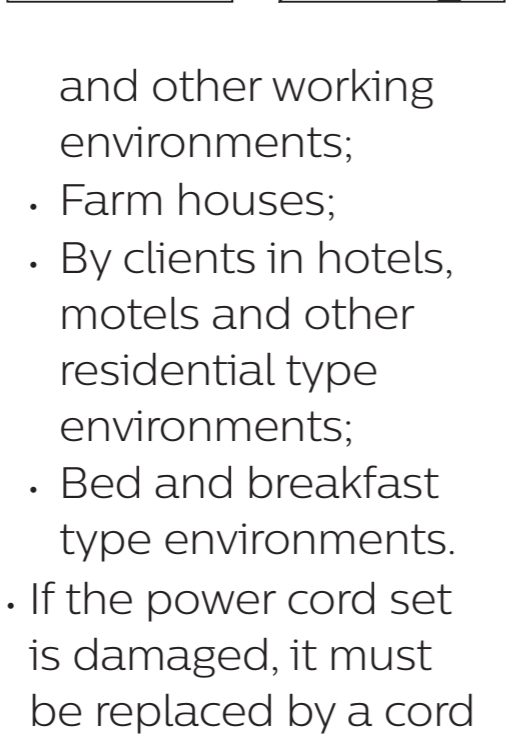 and other working
environments;
• Farm houses;
• By clients in hotels,
motels and other
residential type
environments;
• Bed and breakfast
type environments.
• If the power cord set
is damaged, it must
be replaced by a cord